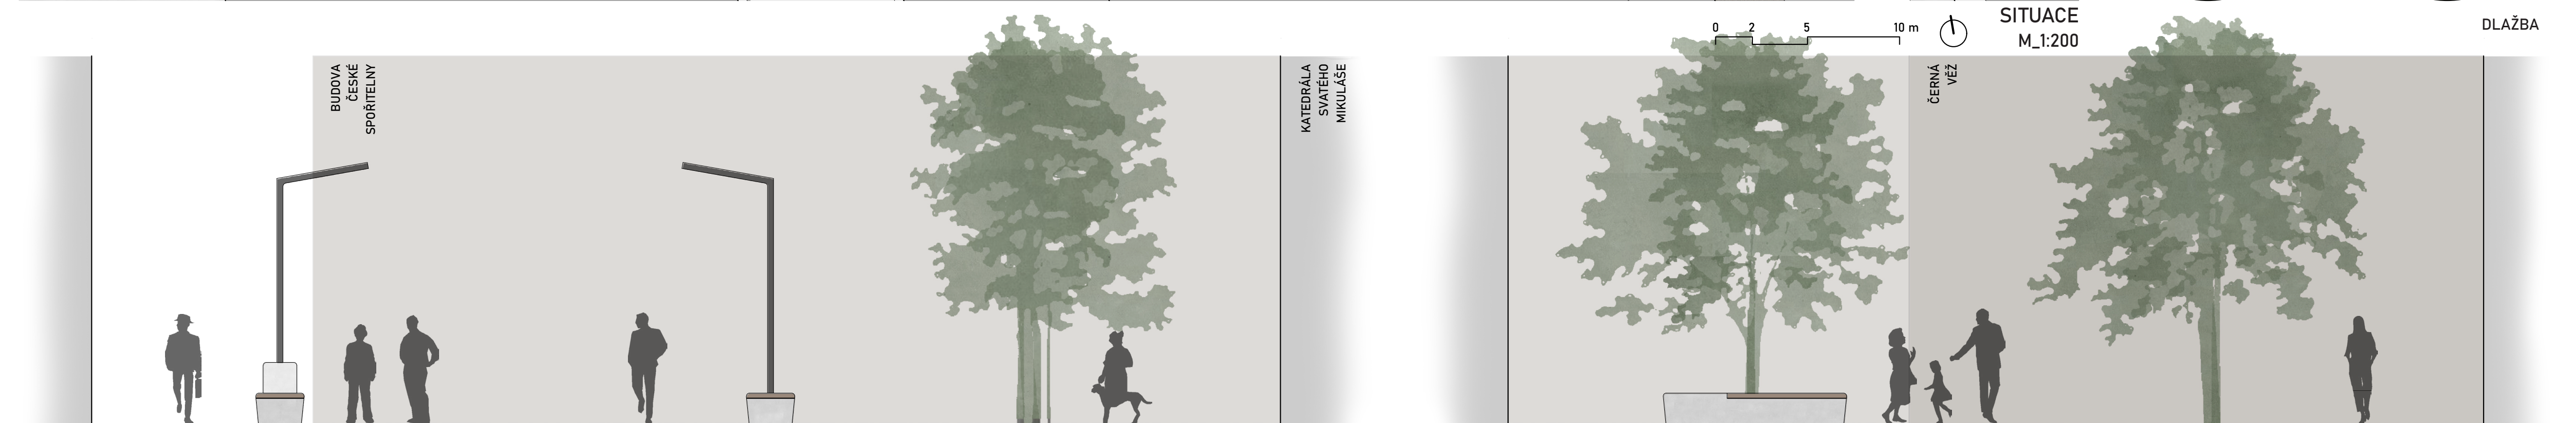 0 2 5 10 m
SITUACE
M_1:200
DLAŽBA
BUDOVA
ČESKÉ
SPOŘITELNY
KATEDRÁLA
SVATÉHO
MIKULÁŠE
ČERNÁ
VĚŽ